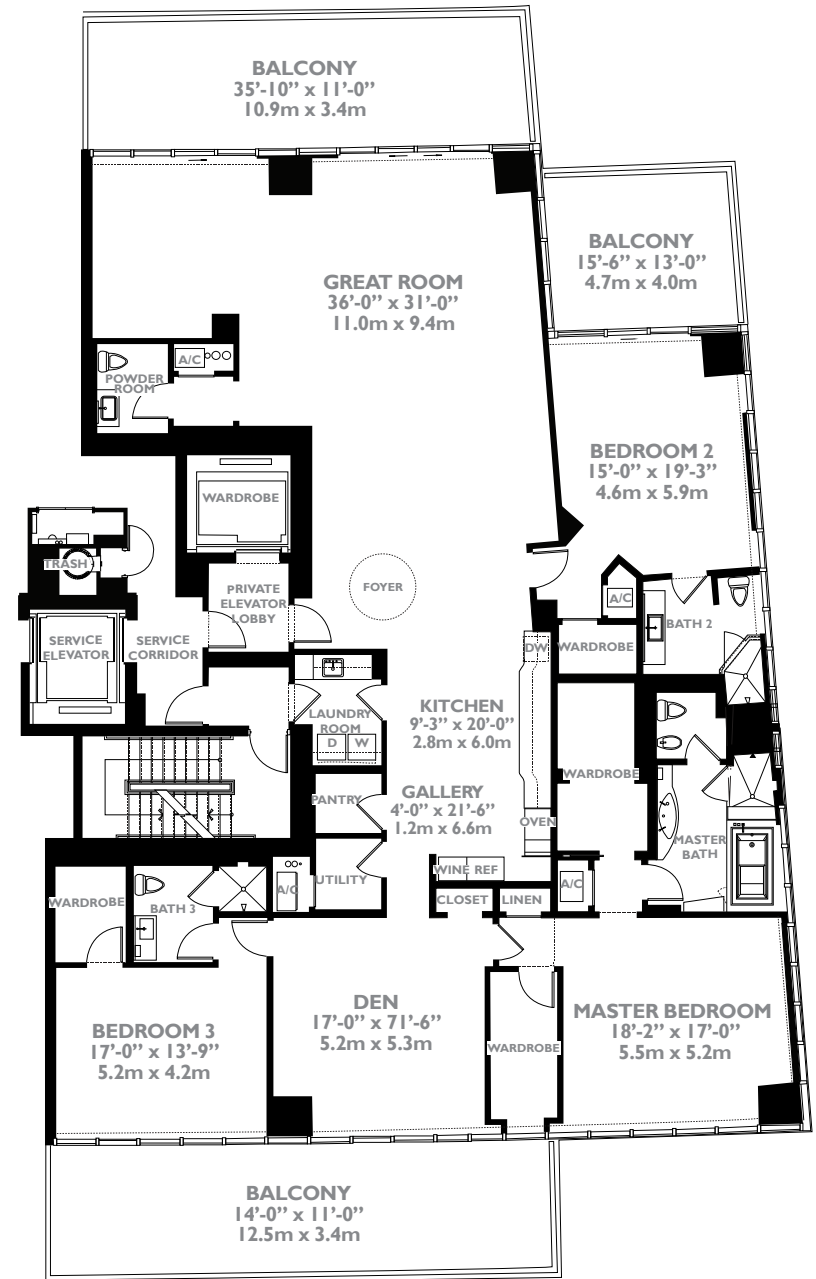 BALCONY
35'-10” x 11'-0”
10.9m x 3.4m
BALCONY
15'-6” x 13'-0”
4.7m x 4.0m
GREAT ROOM
36'-0” x 31'-0”
11.0m x 9.4m
A/C
POWDER
ROOM
BEDROOM 2
15'-0” x 19'-3”
4.6m x 5.9m
WARDROBE
TRASH
PRIVATE
ELEVATOR
LOBBY
FOYER
A/C
BATH 2
SERVICE
ELEVATOR
SERVICE
CORRIDOR
DW
WARDROBE
KITCHEN
9'-3” x 20'-0”
2.8m x 6.0m
LAUNDRY
ROOM
D
W
WARDROBE
GALLERY
4'-0” x 21'-6”
1.2m x 6.6m
PANTRY
OVEN
MASTER
BATH
WINE REF
UTILITY
A/C
A/C
WARDROBE
BATH 3
CLOSET
LINEN
DEN
17'-0” x 71'-6”
5.2m x 5.3m
MASTER BEDROOM
18'-2” x 17'-0”
5.5m x 5.2m
BEDROOM 3
17'-0” x 13'-9”
5.2m x 4.2m
WARDROBE
BALCONY
14'-0” x 11'-0”
12.5m x 3.4m